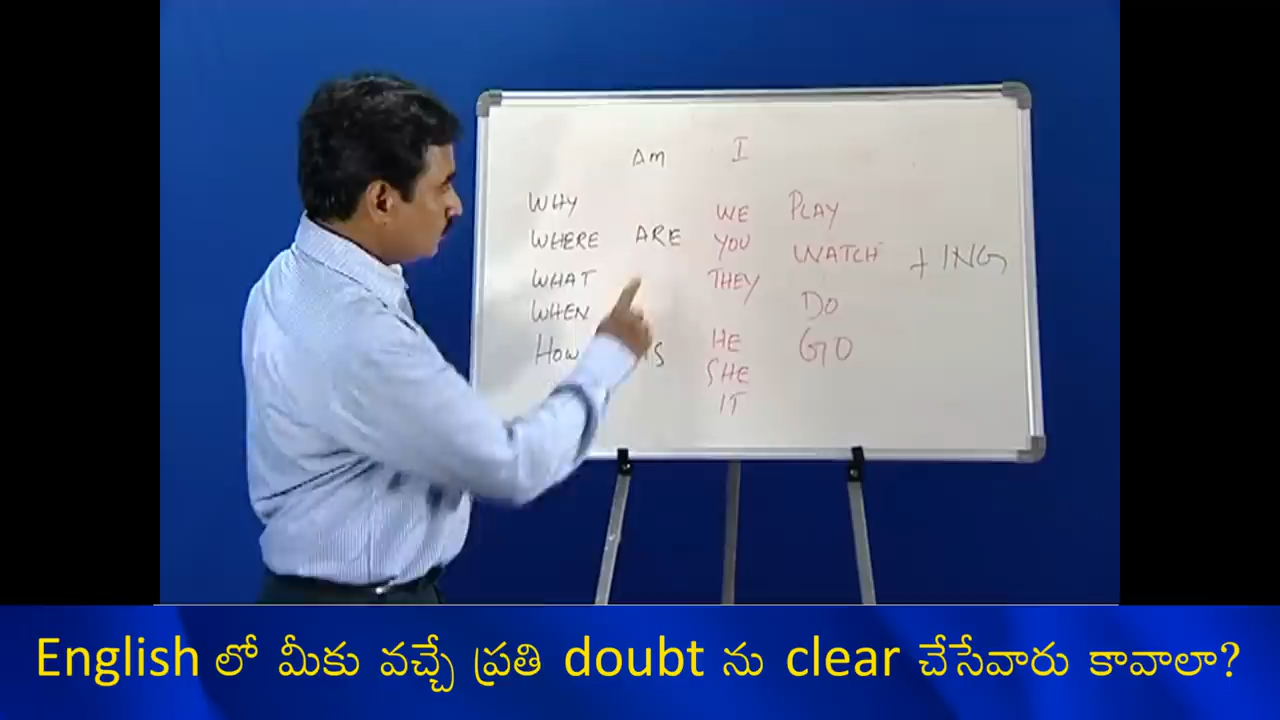 AM I
WHY WE PLAY
WHERE ARE YOU WATCH + ING
WHAT THEY
WHEN DO
HOW IS HE GO
SHE
IT
English లో మీకు వచ్చే ప్రతి doubt ను clear చేసేవారు కావాలా?